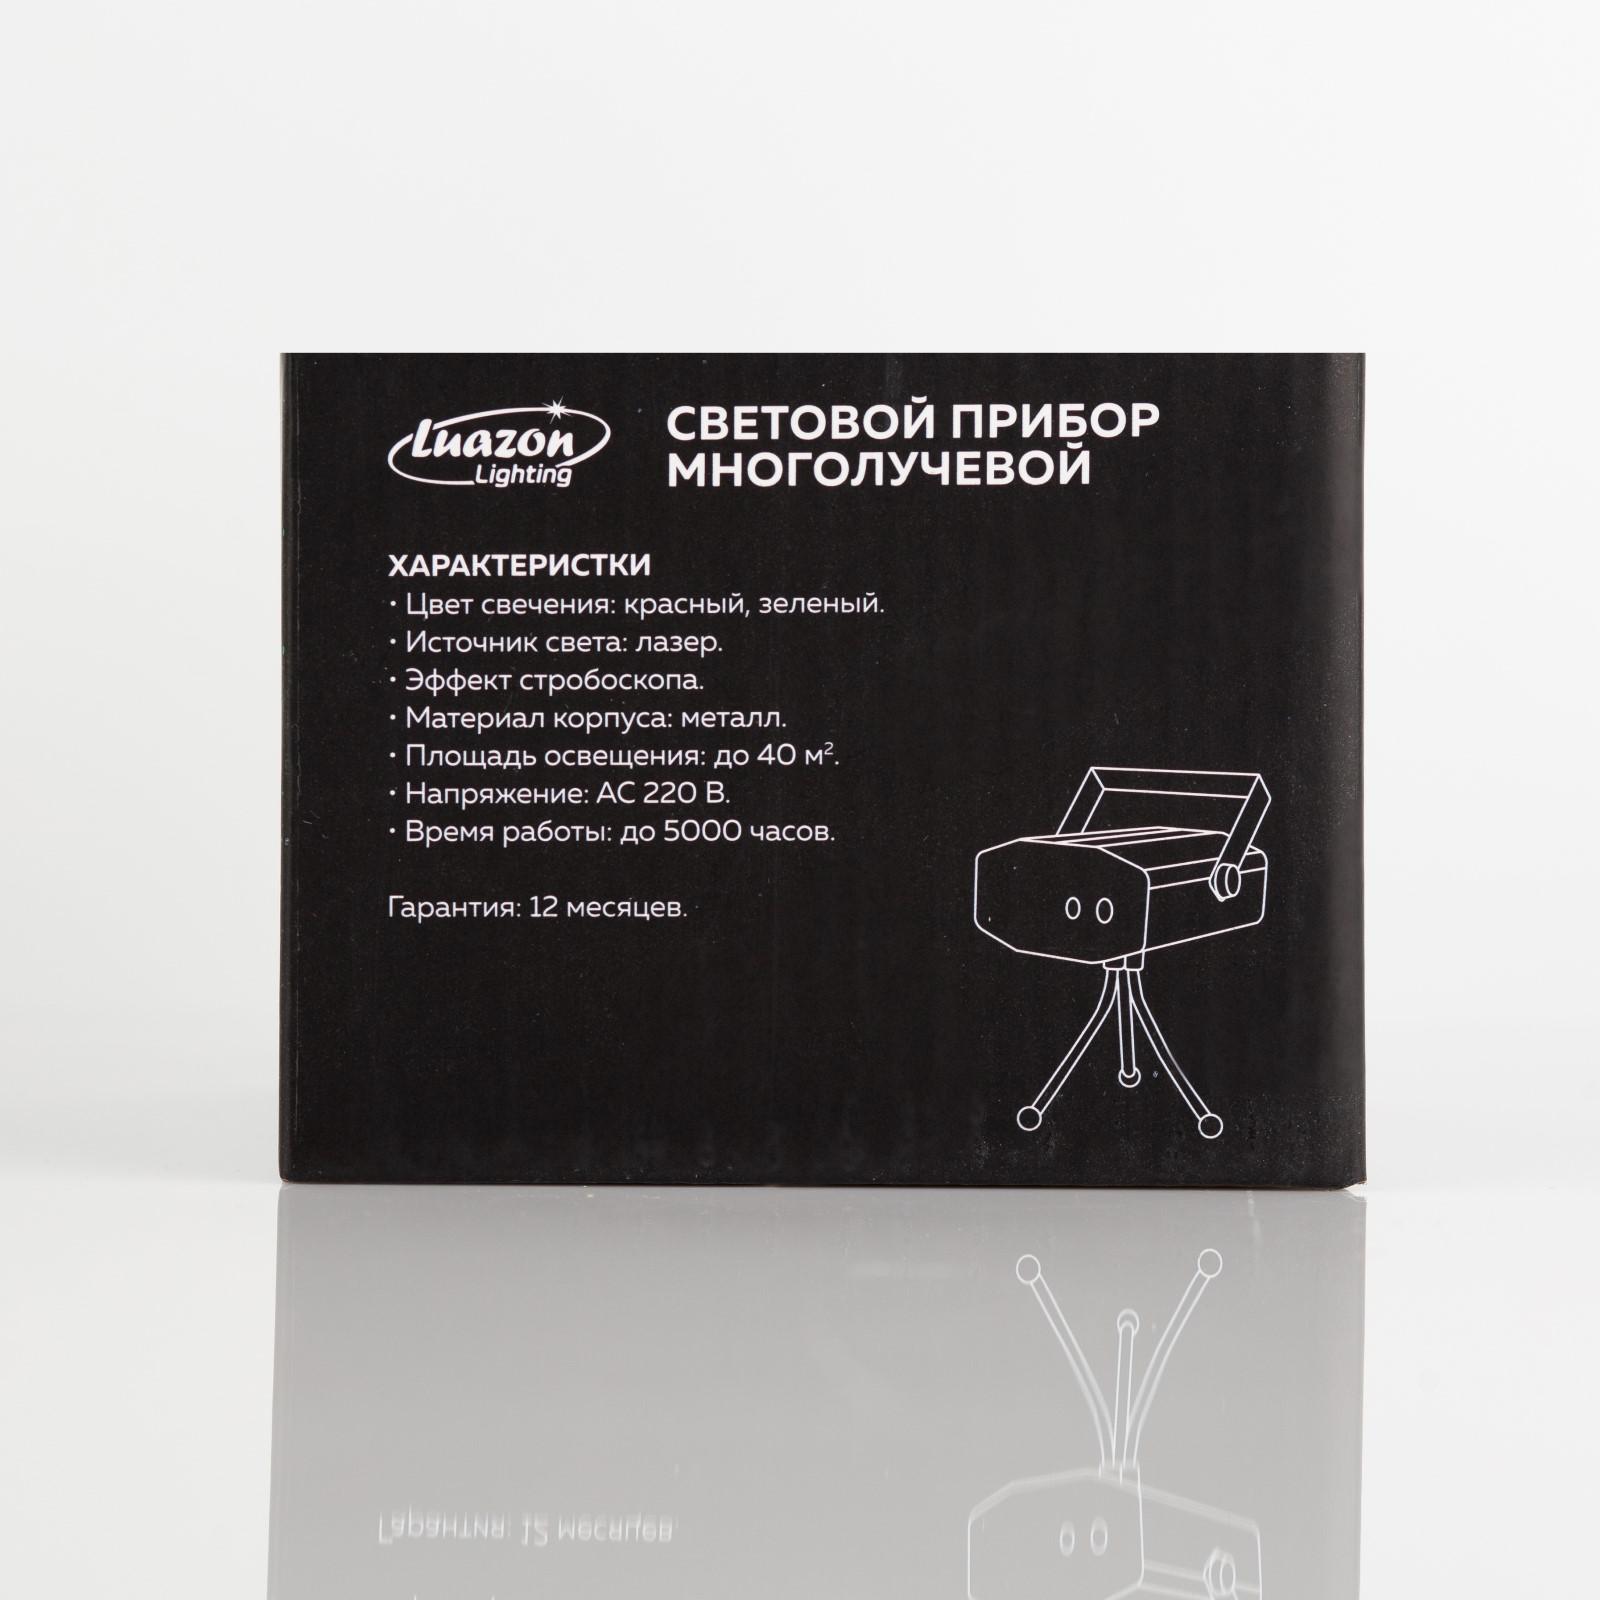 Luazon
Lighting
СВЕТОВОЙ ПРИБОР
МНОГОЛУЧЕВОЙ
ХАРАКТЕРИСТКИ
• Цвет свечения: красный, зеленый.
• Источник света: лазер.
• Эффект стробоскопа.
• Материал корпуса: металл.
• Площадь освещения: до 40 м².
• Напряжение: АС 220 В.
• Время работы: до 5000 часов.
Гарантия: 12 месяцев.